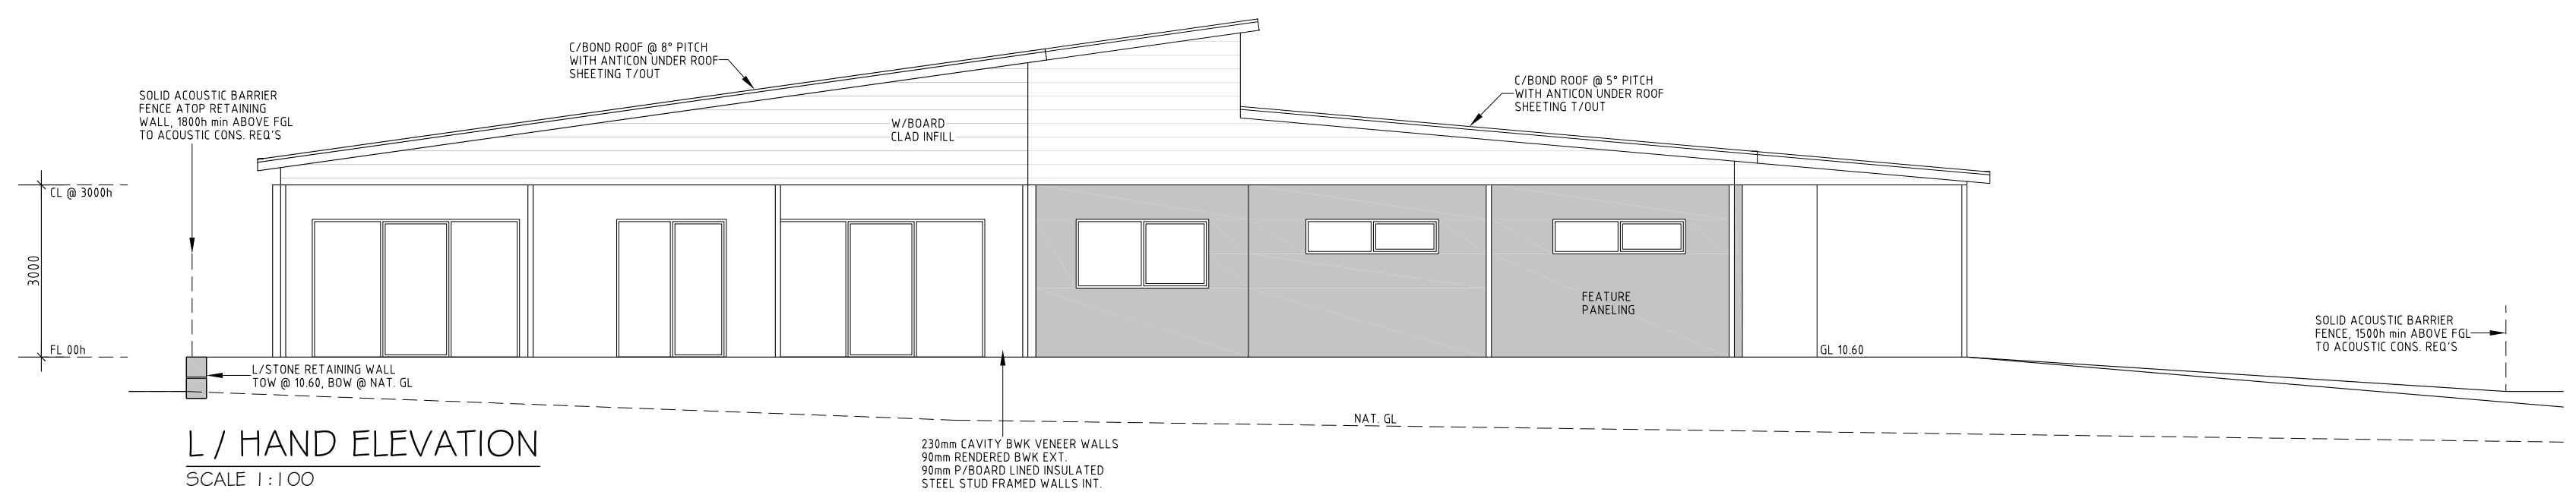 C/BOND ROOF @ 8° PITCH
WITH ANTICON UNDER ROOF
SHEETING T/OUT
C/BOND ROOF @ 5° PITCH
WITH ANTICON UNDER ROOF
SHEETING T/OUT
SOLID ACOUSTIC BARRIER
FENCE ATOP RETAINING
WALL, 1800h min ABOVE FGL
TO ACOUSTIC CONS. REQ'S
W/BOARD
CLAD INFILL
CL @ 3000h
3000
FL 00h
FEATURE
PANELING
GL 10.60
SOLID ACOUSTIC BARRIER
FENCE, 1500h min ABOVE FGL
TO ACOUSTIC CONS. REQ'S
L/STONE RETAINING WALL
TOW @ 10.60, BOW @ NAT. GL
NAT. GL
230mm CAVITY BWK VENEER WALLS
90mm RENDERED BWK EXT.
90mm P/BOARD LINED INSULATED
STEEL STUD FRAMED WALLS INT.
L / HAND ELEVATION
SCALE 1:100